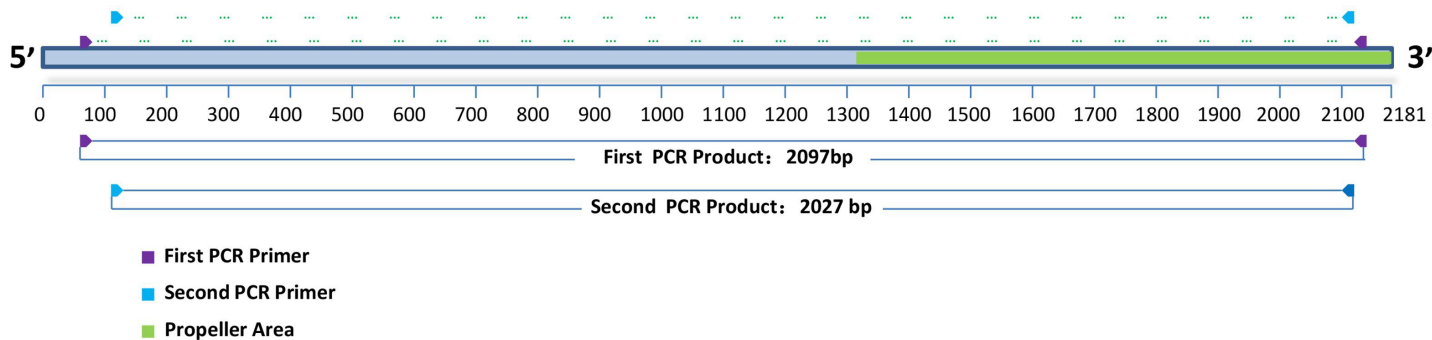 5’ 3’
0 100 200 300 400 500 600 700 800 900 1000 1100 1200 1300 1400 1500 1600 1700 1800 1900 2000 2100 2181
First PCR Product：2097bp
Second PCR Product：2027 bp
First PCR Primer
Second PCR Primer
Propeller Area